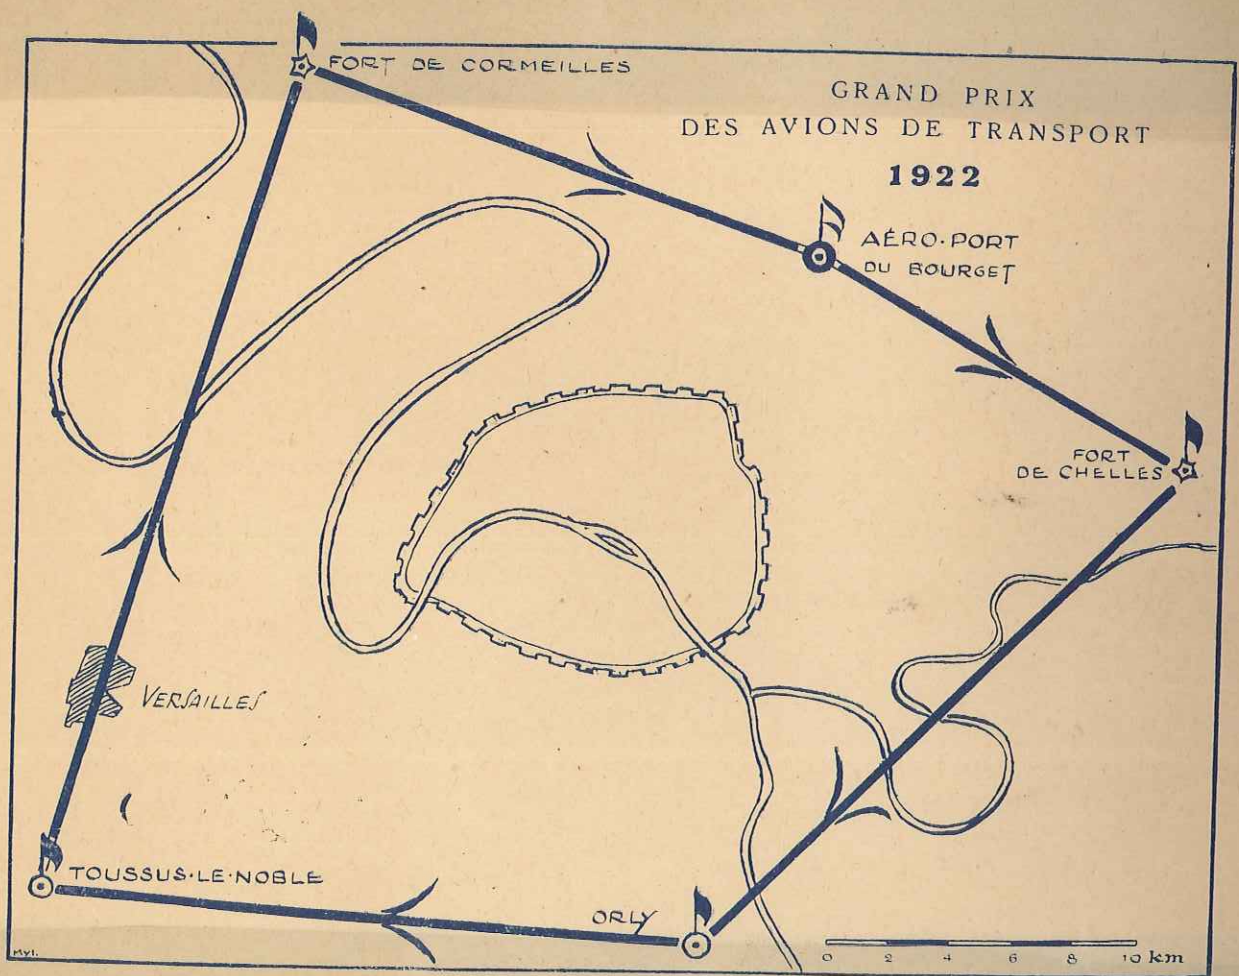 FORT DE CORMEILLES
GRAND PRIX
DES AVIONS DE TRANSPORT
1922
AÉRO·PORT
DU BOURGET
FORT
DE CHELLES
VERSAILLES
TOUSSUS·LE·NOBLE
ORLY
0 2 4 6 8 10 km
MYI.